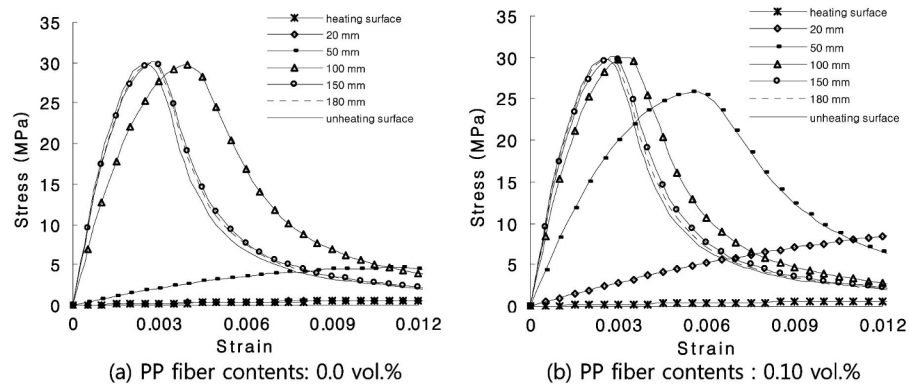 35
30
25
20
15
10
5
0
Stress (MPa)
heating surface
20 mm
50 mm
100 mm
150 mm
180 mm
unheating surface
0 0.003 0.006 0.009 0.012
Strain
(a) PP fiber contents: 0.0 vol.%
35
30
25
20
15
10
5
0
Stress (MPa)
heating surface
20 mm
50 mm
100 mm
150 mm
180 mm
unheating surface
0 0.003 0.006 0.009 0.012
Strain
(b) PP fiber contents : 0.10 vol.%